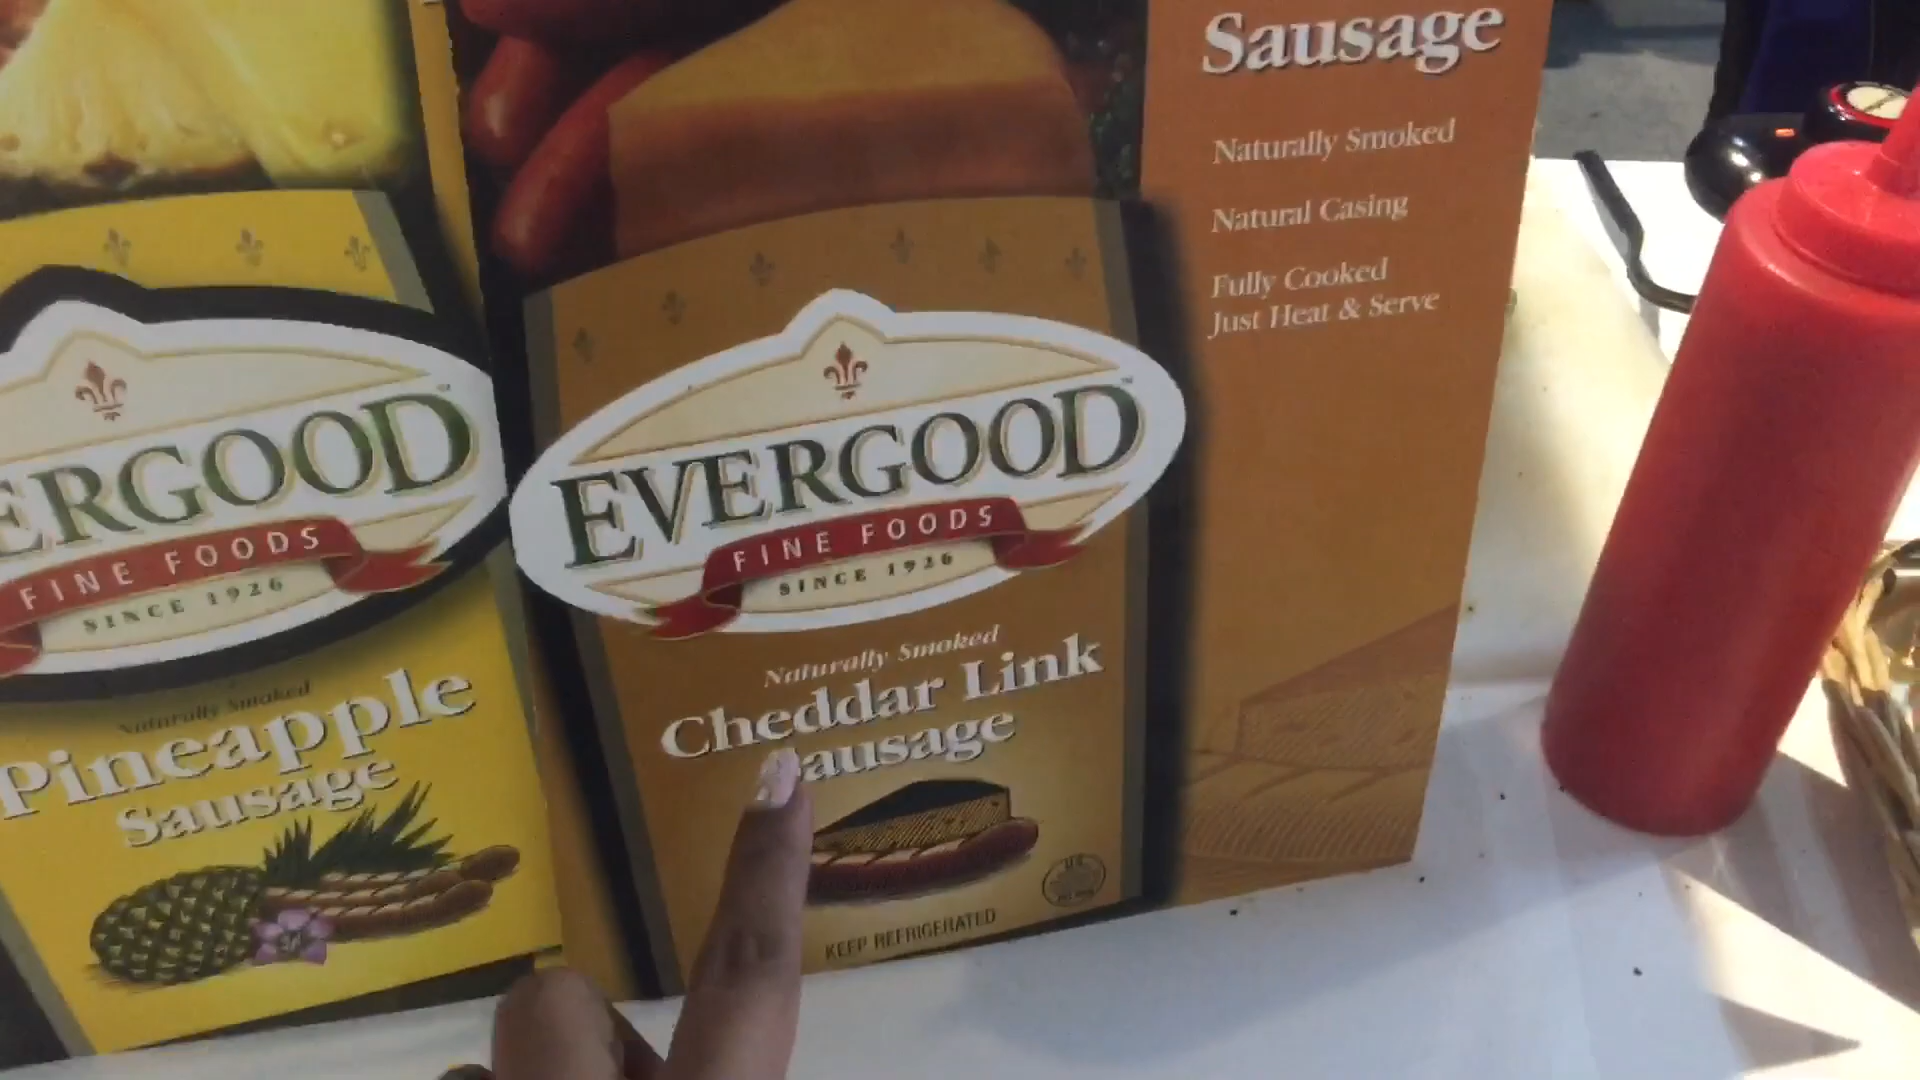 ERGOOD
FINE FOODS
SINCE 1926
Naturally Smoked
Pineapple
Sausage
EVERGOOD™
FINE FOODS
SINCE 1926
Naturally Smoked
Cheddar Link
Sausage
KEEP REFRIGERATED
Sausage
Naturally Smoked
Natural Casing
Fully Cooked
Just Heat & Serve